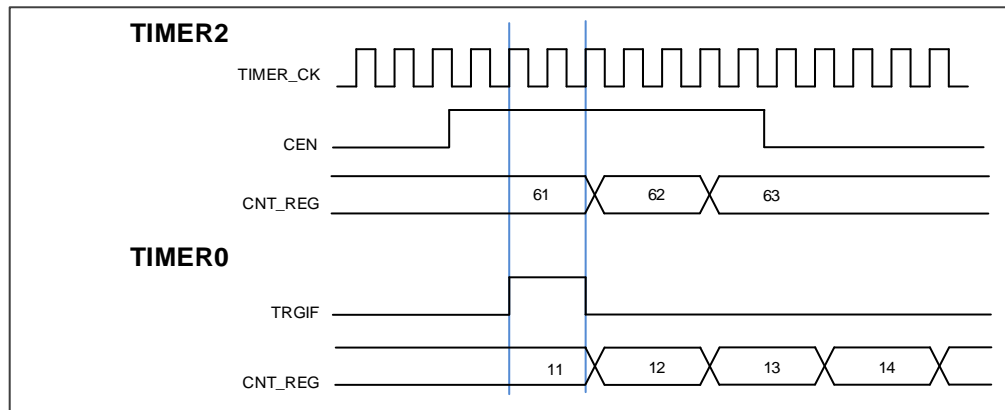 TIMER2
TIMER_CK
CEN
CNT_REG 61 62 63
TIMER0
TRGIF
CNT_REG 11 12 13 14